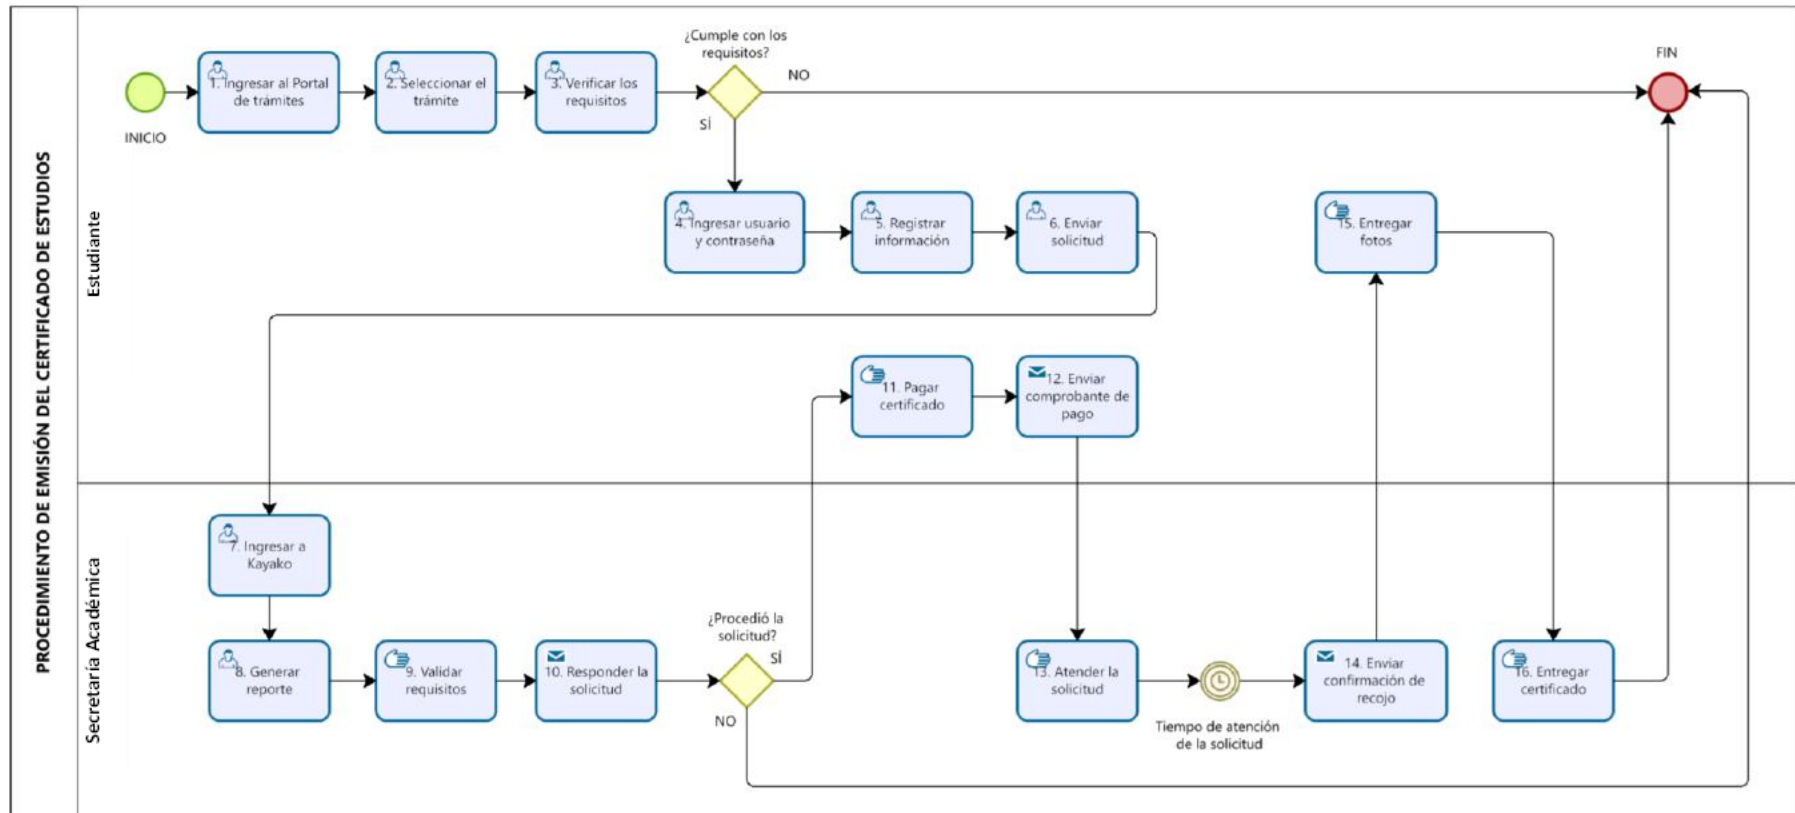 PROCEDIMIENTO DE EMISIÓN DEL CERTIFICADO DE ESTUDIOS
Estudiante
INICIO
1. Ingresar al Portal
de trámites
2. Seleccionar el
trámite
3. Verificar los
requisitos
¿Cumple con los
requisitos?
NO
SÍ
FIN
4. Ingresar usuario
y contraseña
5. Registrar
información
6. Enviar
solicitud
15. Entregar
fotos
11. Pagar
certificado
12. Enviar
comprobante de
pago
Secretaría Académica
7. Ingresar a
Kayako
8. Generar
reporte
9. Validar
requisitos
10. Responder la
solicitud
¿Procedió la
solicitud?
SÍ
NO
13. Atender la
solicitud
Tiempo de atención
de la solicitud
14. Enviar
confirmación de
recojo
16. Entregar
certificado